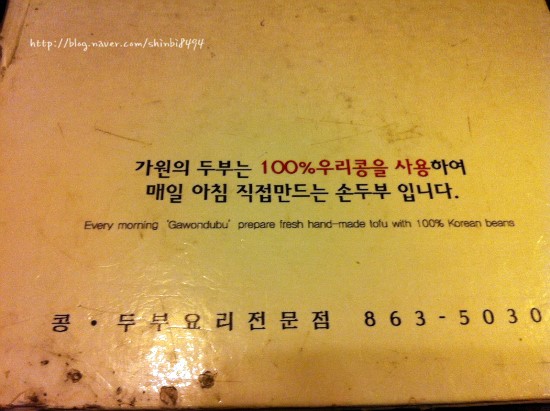 http://blog.naver.com/shinbi8494
가원의 두부는 100%우리콩을 사용하여
매일 아침 직접만드는 손두부 입니다.
Every morning 'Gawondubu' prepare fresh hand-made tofu with 100% Korean beans
콩·두부요리전문점 863-5030